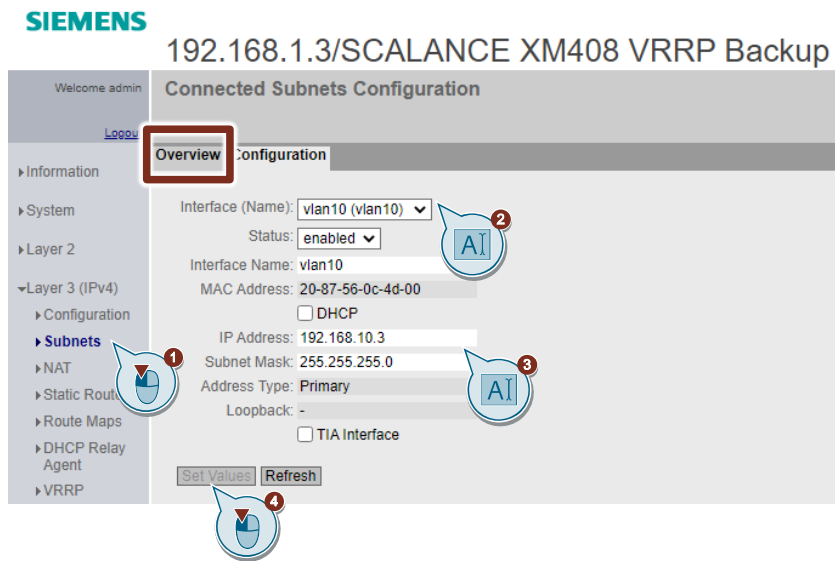 SIEMENS
192.168.1.3/SCALANCE XM408 VRRP Backup
Welcome admin
Connected Subnets Configuration
Logou
Overview Configuration
Information
System
Layer 2
Layer 3 (IPv4)
Configuration
Subnets
NAT
Static Rout
Route Maps
DHCP Relay
Agent
VRRP
Interface (Name): vlan10 (vlan10)
Status: enabled
Interface Name: vlan10
MAC Address: 20-87-56-0c-4d-00
DHCP
IP Address: 192.168.10.3
Subnet Mask: 255.255.255.0
Address Type: Primary
Loopback: -
TIA Interface
Set Values Refresh
1
2
A
3
A
4